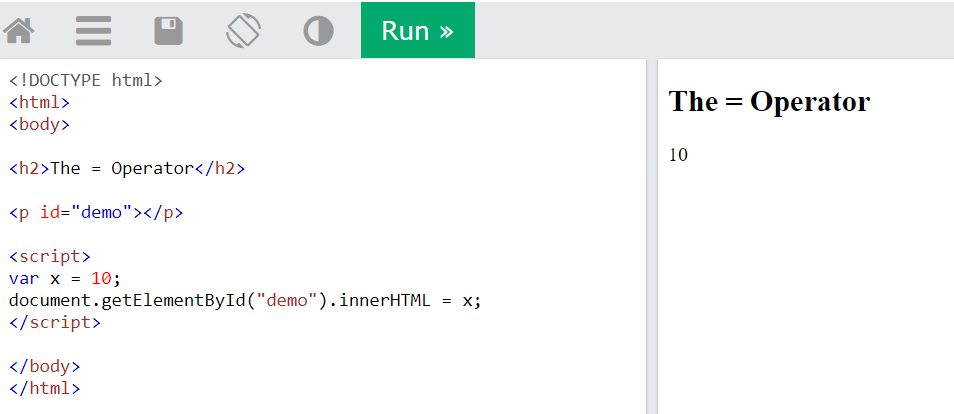 Run »
<!DOCTYPE html>
<html>
<body>
<h2>The = Operator</h2>
<p id="demo"></p>
<script>
var x = 10;
document.getElementById("demo").innerHTML = x;
</script>
</body>
</html>
The = Operator
10